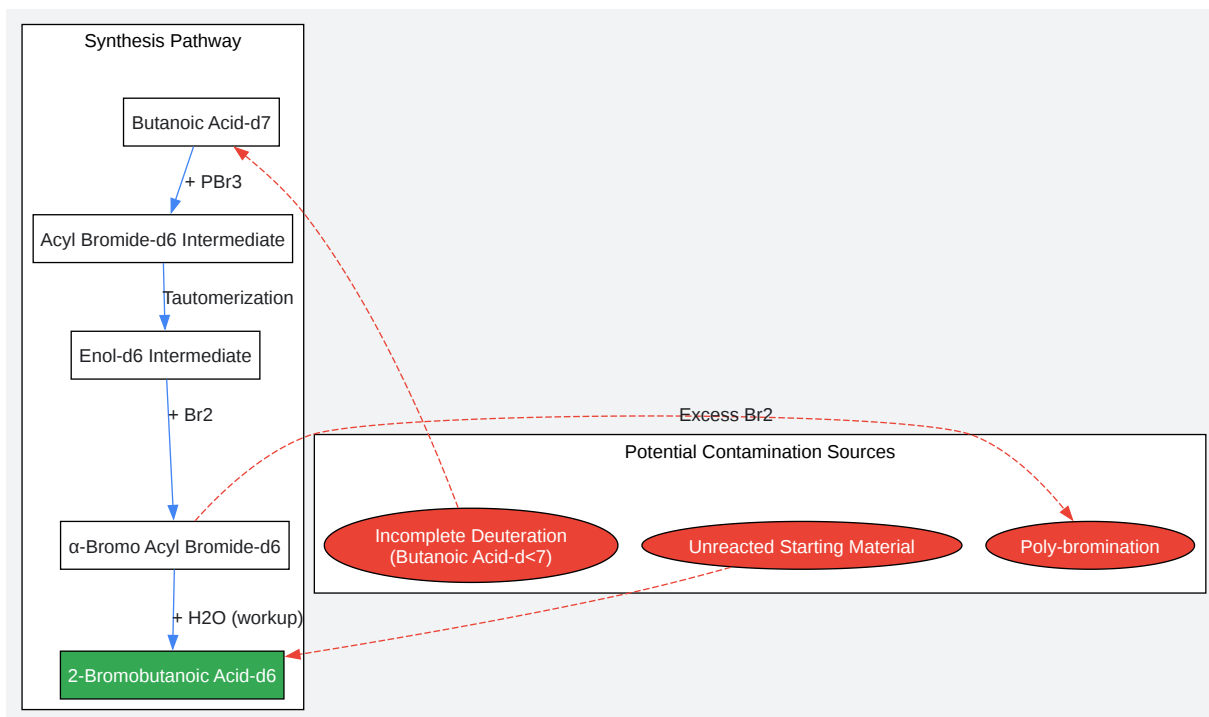 Synthesis Pathway
Butanoic Acid-d7
+ PBr3
Acyl Bromide-d6 Intermediate
Tautomerization
Enol-d6 Intermediate
+ Br2
Excess Br2
Potential Contamination Sources
Incomplete Deuteration
(Butanoic Acid-d<7)
Unreacted Starting Material
Poly-bromination
α-Bromo Acyl Bromide-d6
+ H2O (workup)
2-Bromobutanoic Acid-d6